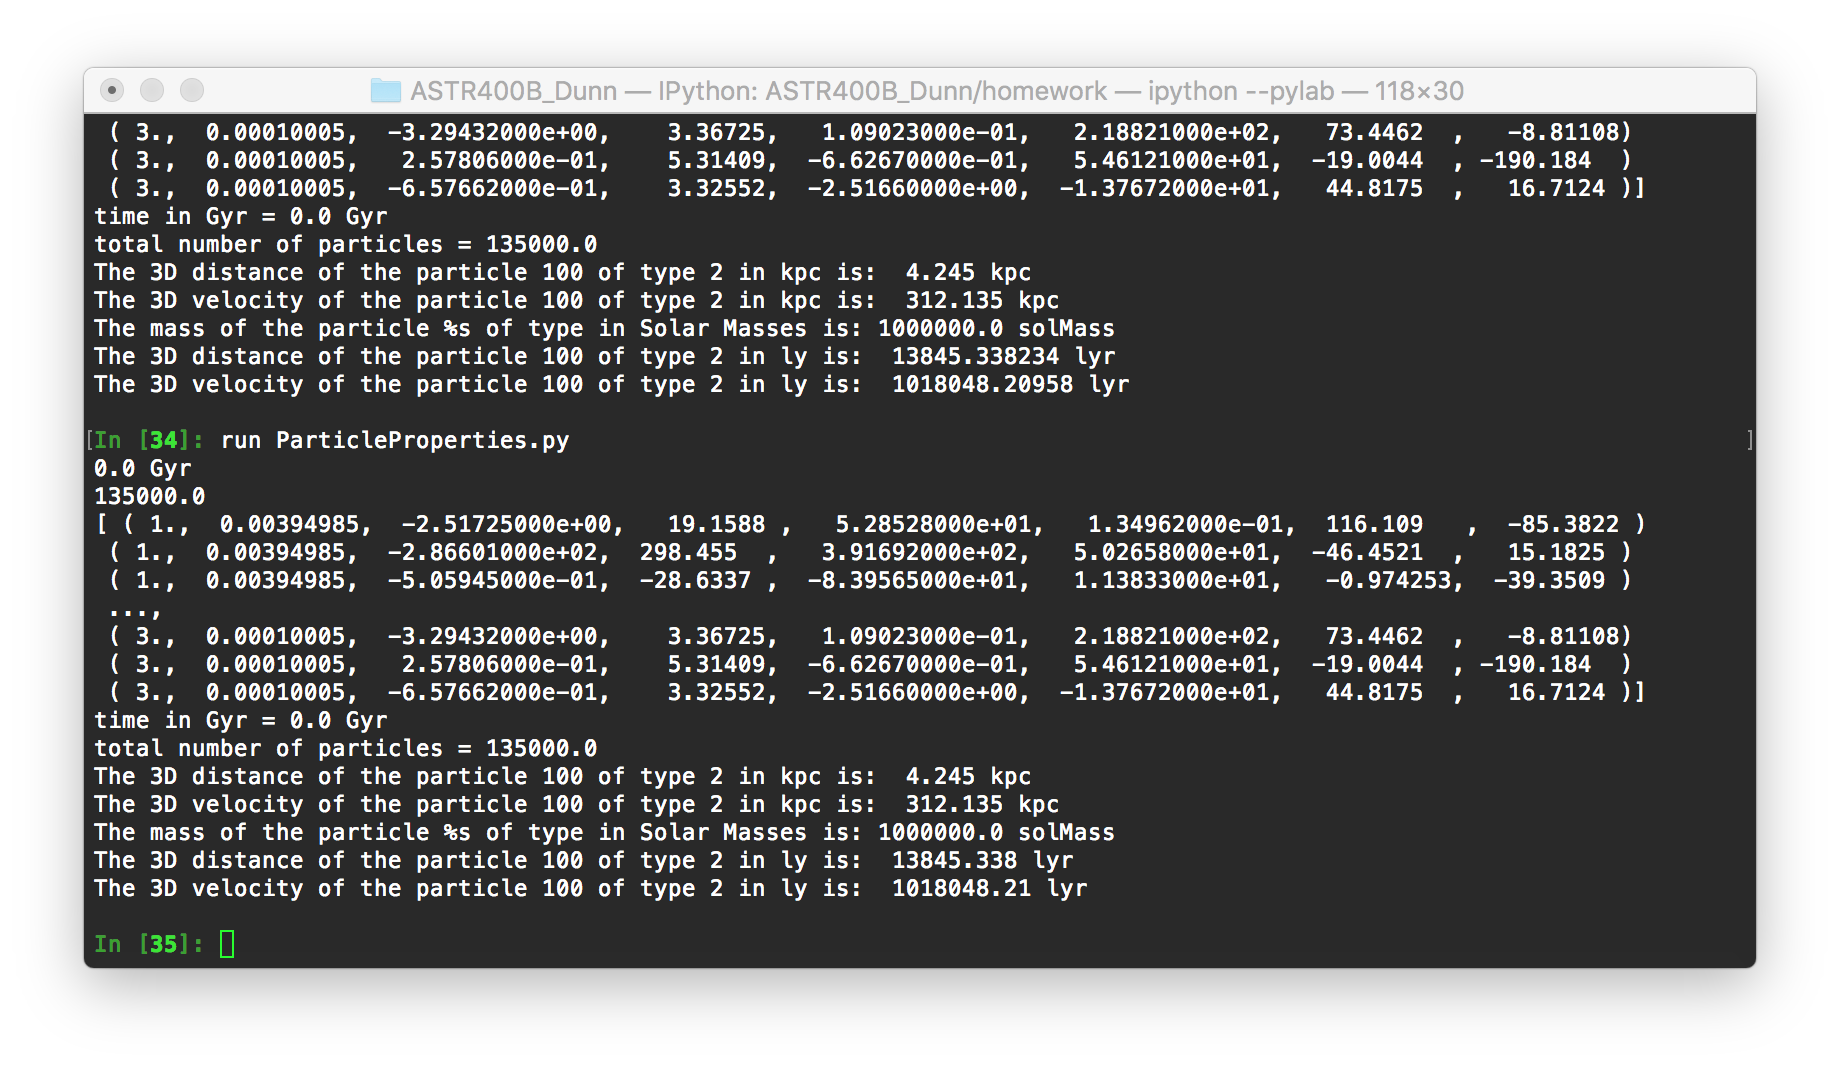 ASTR400B_Dunn — IPython: ASTR400B_Dunn/homework — ipython --pylab — 118×30
( 3., 0.00010005, -3.29432000e+00, 3.36725, 1.09023000e-01, 2.18821000e+02, 73.4462 , -8.81108)
( 3., 0.00010005, 2.57806000e-01, 5.31409, -6.62670000e-01, 5.46121000e+01, -19.0044 , -190.184 )
( 3., 0.00010005, -6.57662000e-01, 3.32552, -2.51660000e+00, -1.37672000e+01, 44.8175 , 16.7124 )]
time in Gyr = 0.0 Gyr
total number of particles = 135000.0
The 3D distance of the particle 100 of type 2 in kpc is: 4.245 kpc
The 3D velocity of the particle 100 of type 2 in kpc is: 312.135 kpc
The mass of the particle %s of type in Solar Masses is: 1000000.0 solMass
The 3D distance of the particle 100 of type 2 in ly is: 13845.338234 lyr
The 3D velocity of the particle 100 of type 2 in ly is: 1018048.20958 lyr
[In [34]: run ParticleProperties.py ]
0.0 Gyr
135000.0
[ ( 1., 0.00394985, -2.51725000e+00, 19.1588 , 5.28528000e+01, 1.34962000e-01, 116.109 , -85.3822 )
( 1., 0.00394985, -2.86601000e+02, 298.455 , 3.91692000e+02, 5.02658000e+01, -46.4521 , 15.1825 )
( 1., 0.00394985, -5.05945000e-01, -28.6337 , -8.39565000e+01, 1.13833000e+01, -0.974253, -39.3509 )
...,
( 3., 0.00010005, -3.29432000e+00, 3.36725, 1.09023000e-01, 2.18821000e+02, 73.4462 , -8.81108)
( 3., 0.00010005, 2.57806000e-01, 5.31409, -6.62670000e-01, 5.46121000e+01, -19.0044 , -190.184 )
( 3., 0.00010005, -6.57662000e-01, 3.32552, -2.51660000e+00, -1.37672000e+01, 44.8175 , 16.7124 )]
time in Gyr = 0.0 Gyr
total number of particles = 135000.0
The 3D distance of the particle 100 of type 2 in kpc is: 4.245 kpc
The 3D velocity of the particle 100 of type 2 in kpc is: 312.135 kpc
The mass of the particle %s of type in Solar Masses is: 1000000.0 solMass
The 3D distance of the particle 100 of type 2 in ly is: 13845.338 lyr
The 3D velocity of the particle 100 of type 2 in ly is: 1018048.21 lyr
In [35]: